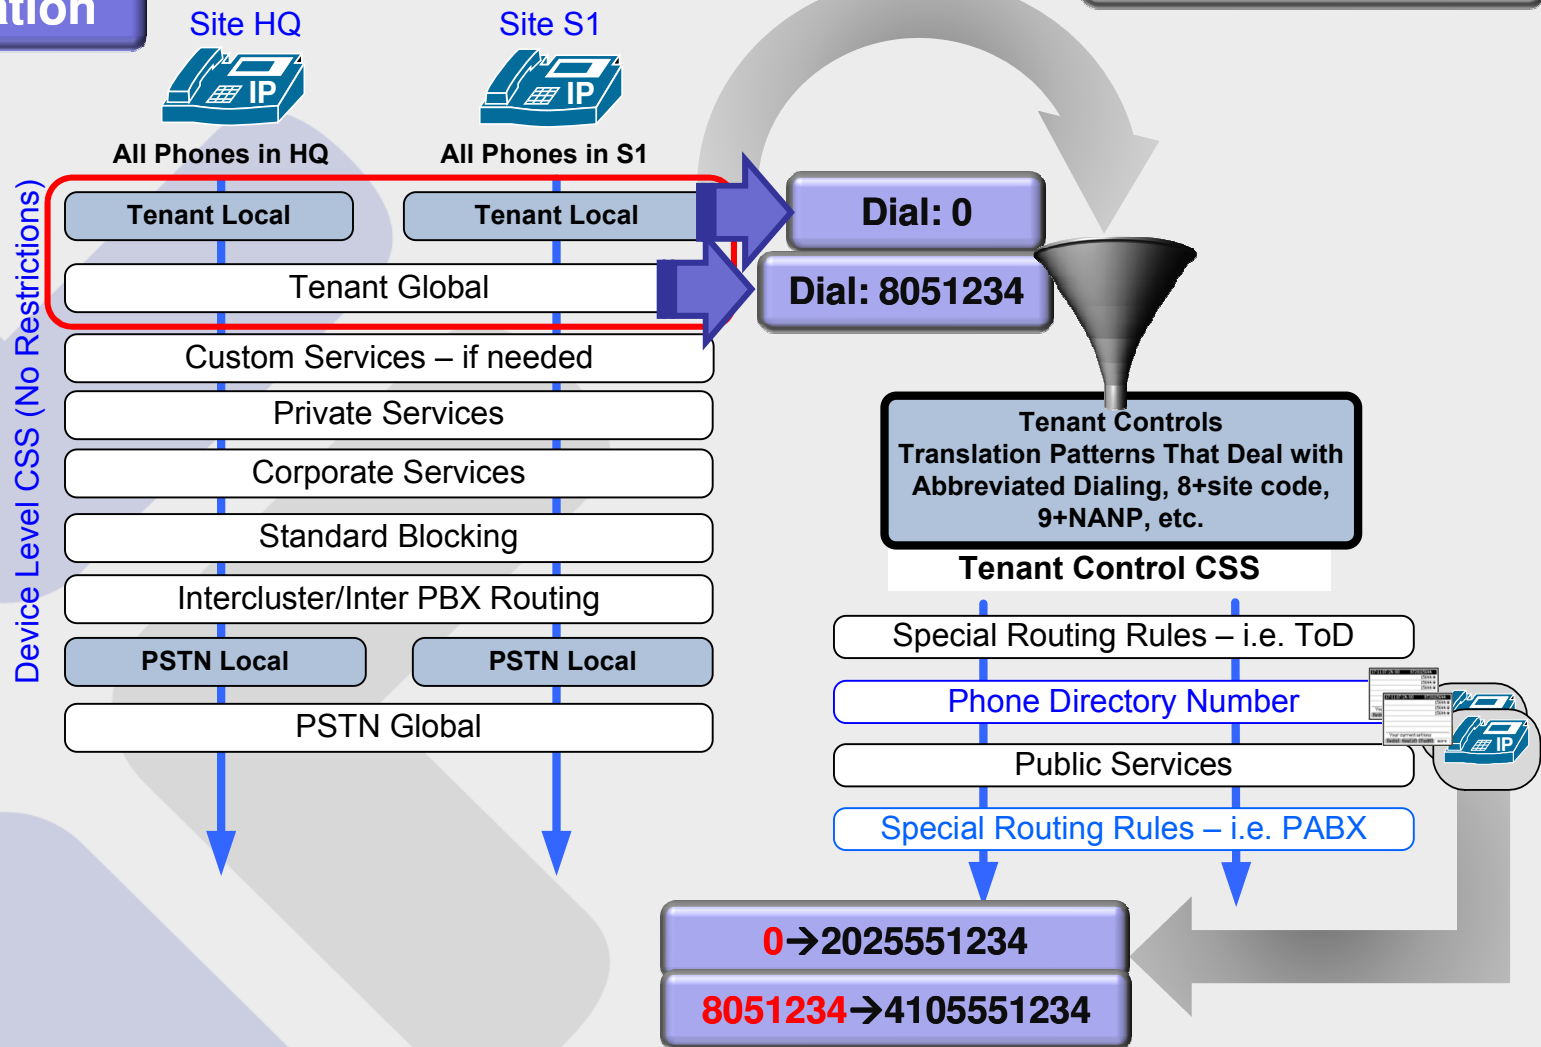 ation
Site HQ
Site S1
IP
IP
All Phones in HQ
All Phones in S1
Device Level CSS (No Restrictions)
Tenant Local
Tenant Local
Dial: 0
Tenant Global
Dial: 8051234
Custom Services – if needed
Private Services
Corporate Services
Standard Blocking
Intercluster/Inter PBX Routing
PSTN Local
PSTN Local
PSTN Global
Tenant Controls
Translation Patterns That Deal with
Abbreviated Dialing, 8+site code,
9+NANP, etc.
Tenant Control CSS
Special Routing Rules – i.e. ToD
Phone Directory Number
IP
Public Services
Special Routing Rules – i.e. PABX
0→2025551234
8051234→4105551234